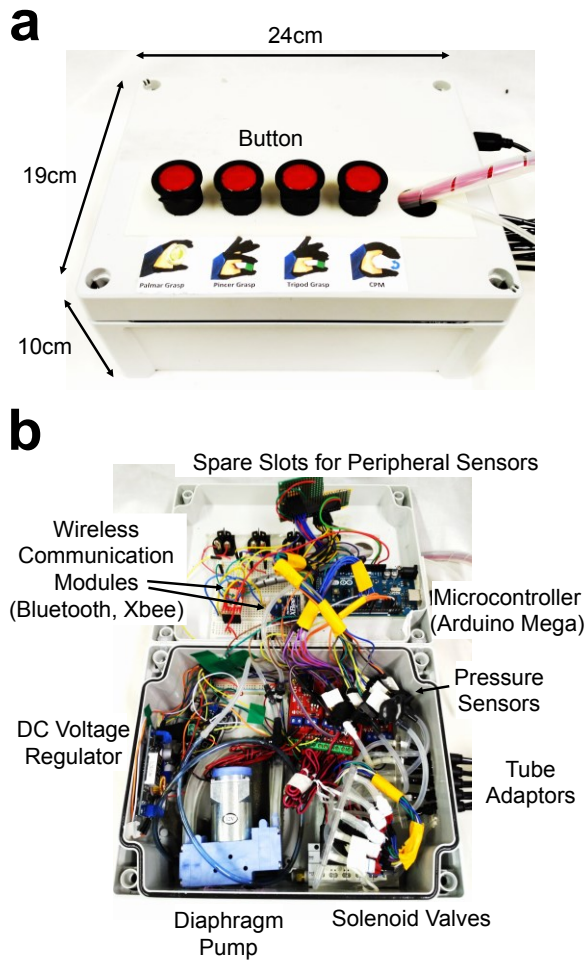 a
24cm
Button
19cm
Palmar Grasp
Pincer Grasp
Tripod Grasp
CPM
10cm
b
Spare Slots for Peripheral Sensors
Wireless
Communication
Modules
(Bluetooth, Xbee)
Microcontroller
(Arduino Mega)
Pressure
Sensors
DC Voltage
Regulator
Tube
Adaptors
Diaphragm
Pump
Solenoid Valves